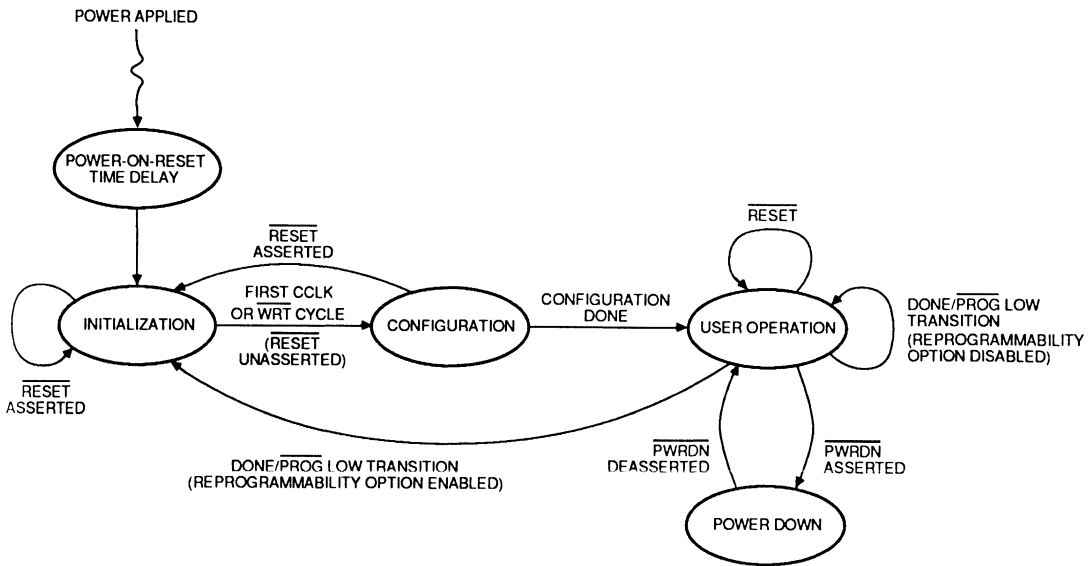 POWER APPLIED
POWER-ON-RESET
TIME DELAY
RESET
ASSERTED
FIRST CCLK
OR WRT CYCLE
(RESET
UNASSERTED)
INITIALIZATION
CONFIGURATION
CONFIGURATION
DONE
RESET
USER OPERATION
DONE/PROG LOW
TRANSITION
(REPROGRAMMABILITY
OPTION DISABLED)
RESET
ASSERTED
DONE/PROG LOW TRANSITION
(REPROGRAMMABILITY OPTION ENABLED)
PWRDN
DEASSERTED
PWRDN
ASSERTED
POWER DOWN